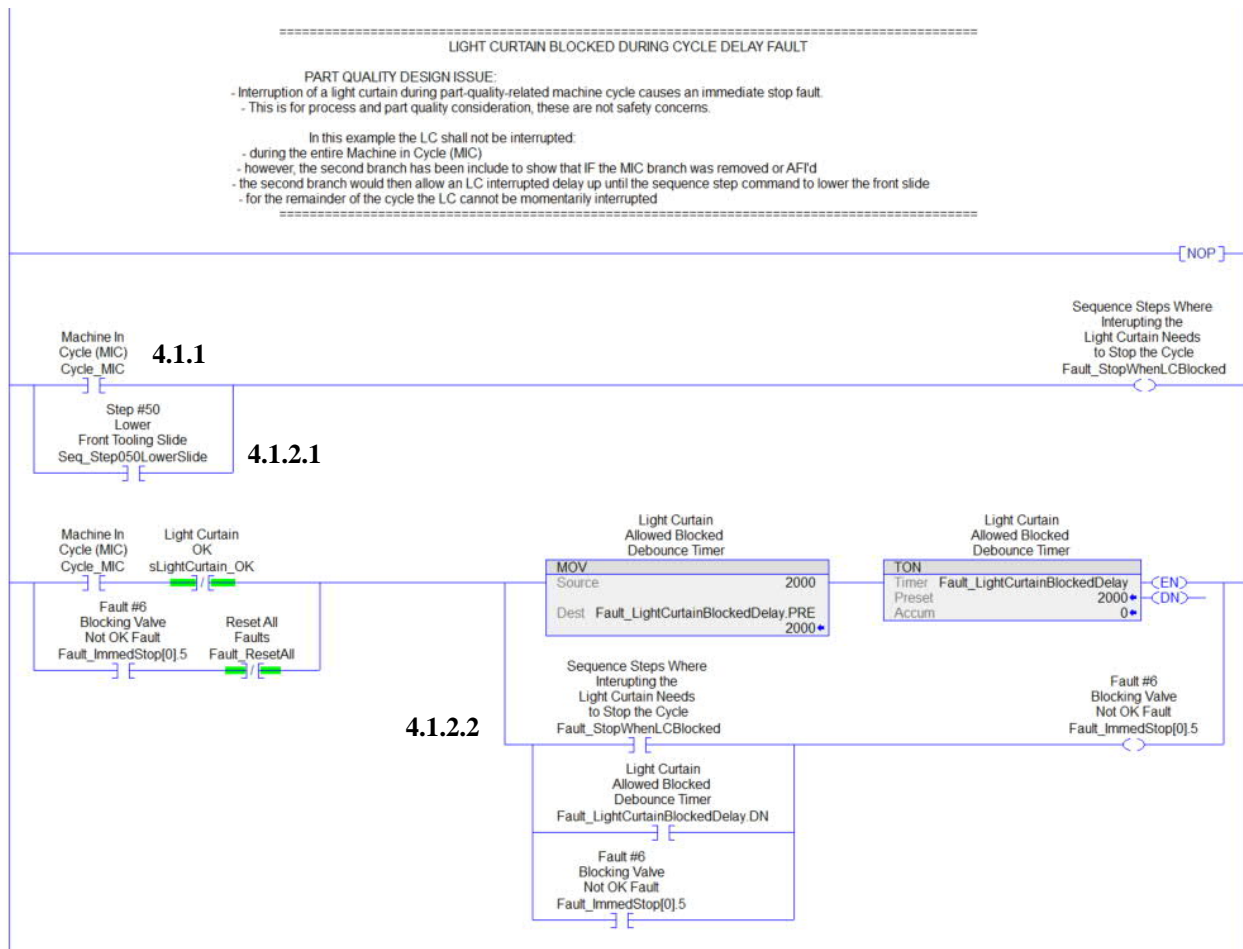 ==============================================================================
LIGHT CURTAIN BLOCKED DURING CYCLE DELAY FAULT
PART QUALITY DESIGN ISSUE:
- Interruption of a light curtain during part-quality-related machine cycle causes an immediate stop fault.
- This is for process and part quality consideration, these are not safety concerns.
In this example the LC shall not be interrupted:
- during the entire Machine in Cycle (MIC)
- however, the second branch has been include to show that IF the MIC branch was removed or AFI'd
- the second branch would then allow an LC interrupted delay up until the sequence step command to lower the front slide
- for the remainder of the cycle the LC cannot be momentarily interrupted
==============================================================================
NOP
Machine In
Cycle (MIC)
Cycle_MIC
4.1.1
Sequence Steps Where
Interupting the
Light Curtain Needs
to Stop the Cycle
Fault_StopWhenLCBlocked
Step #50
Lower
Front Tooling Slide
Seq_Step050LowerSlide
4.1.2.1
Machine In
Cycle (MIC)
Cycle_MIC
Light Curtain
OK
sLightCurtain_OK
Fault #6
Blocking Valve
Not OK Fault
Fault_ImmedStop[0].5
Reset All
Faults
Fault_ResetAll
Light Curtain
Allowed Blocked
Debounce Timer
MOV
Source 2000
Dest Fault_LightCurtainBlockedDelay.PRE
2000
Light Curtain
Allowed Blocked
Debounce Timer
TON
Timer Fault_LightCurtainBlockedDelay
Preset 2000
Accum 0
EN
DN
4.1.2.2
Sequence Steps Where
Interupting the
Light Curtain Needs
to Stop the Cycle
Fault_StopWhenLCBlocked
Fault #6
Blocking Valve
Not OK Fault
Fault_ImmedStop[0].5
Light Curtain
Allowed Blocked
Debounce Timer
Fault_LightCurtainBlockedDelay.DN
Fault #6
Blocking Valve
Not OK Fault
Fault_ImmedStop[0].5